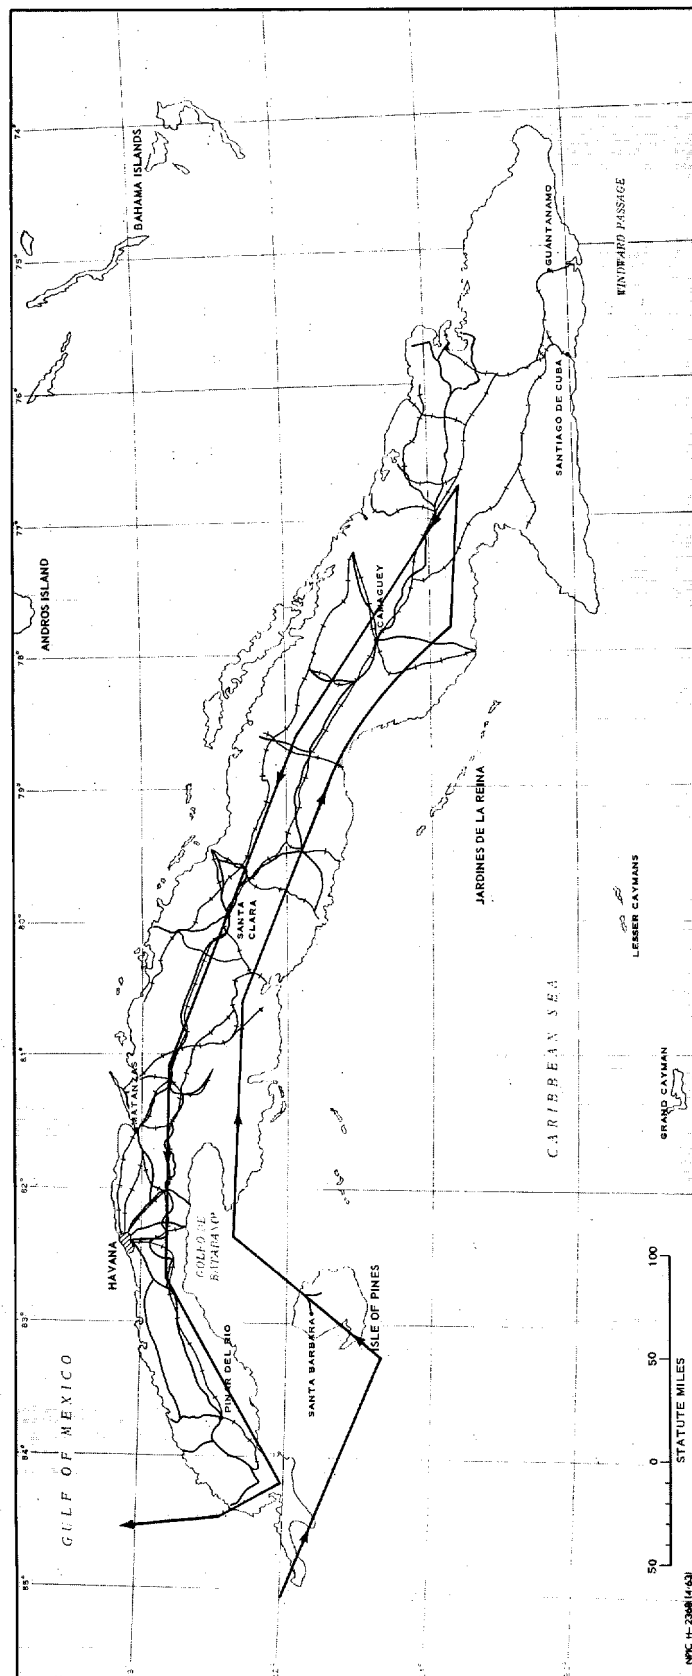 GULF OF MEXICO
HAVANA
MATANZAS
PINAR DEL RIO
GOLFO DE
BATABANO
SANTA BARBARA
ISLE OF PINES
SANTA
CLARA
CAMAGUEY
ANDROS ISLAND
BAHAMA ISLANDS
GUANTANAMO
SANTIAGO DE CUBA
WINDWARD PASSAGE
JARDINES DE LA REINA
CARIBBEAN SEA
LESSER CAYMANS
GRAND CAYMAN
85°
84°
83°
82°
81°
80°
79°
78°
77°
76°
75°
74°
50 0 50 100
STATUTE MILES